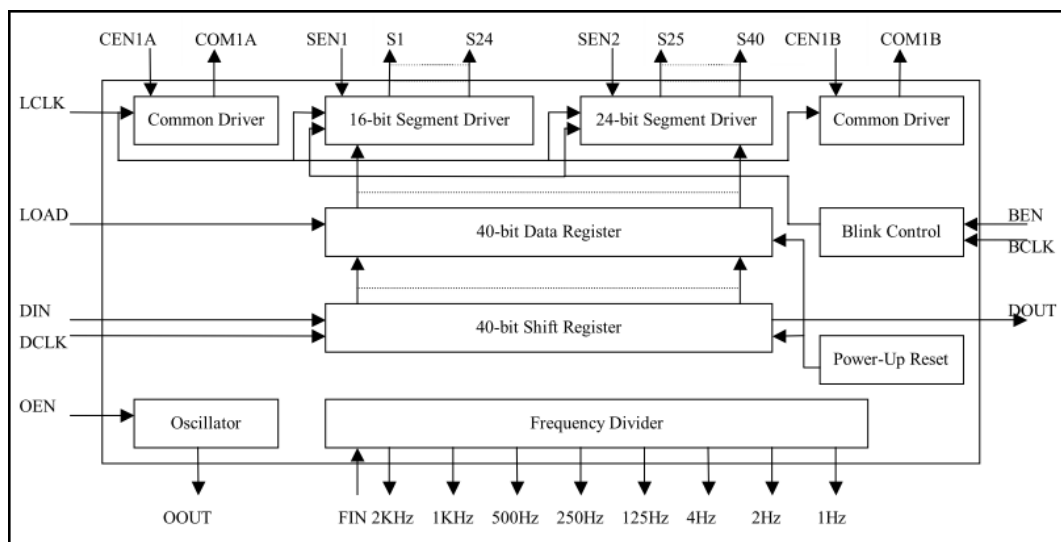 CEN1A COM1A SEN1 S1 S24 SEN2 S25 S40 CEN1B COM1B
LCLK Common Driver 16-bit Segment Driver 24-bit Segment Driver Common Driver
LOAD 40-bit Data Register Blink Control BEN
BCLK
DIN 40-bit Shift Register DOUT
DCLK
Power-Up Reset
OEN Oscillator Frequency Divider
OOUT FIN 2KHz 1KHz 500Hz 250Hz 125Hz 4Hz 2Hz 1Hz